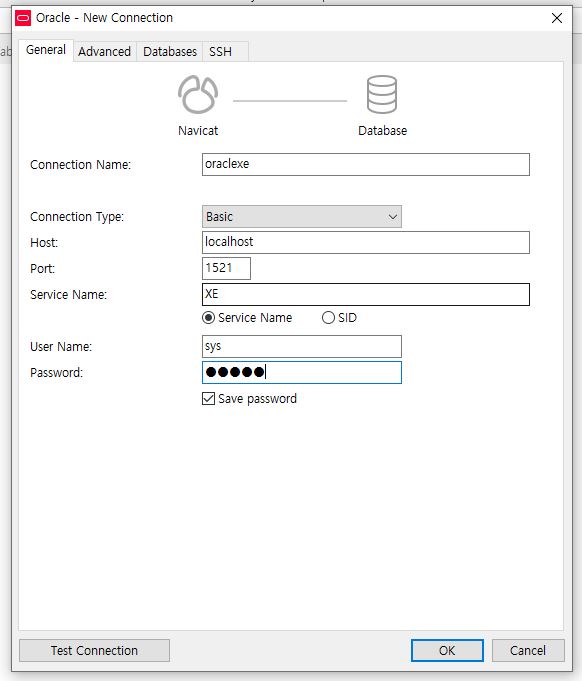 Oracle - New Connection
General Advanced Databases SSH
Navicat Database
Connection Name: oraclexe
Connection Type: Basic
Host: localhost
Port: 1521
Service Name: XE
Service Name SID
User Name: sys
Password: ●●●●●
Save password
Test Connection OK Cancel